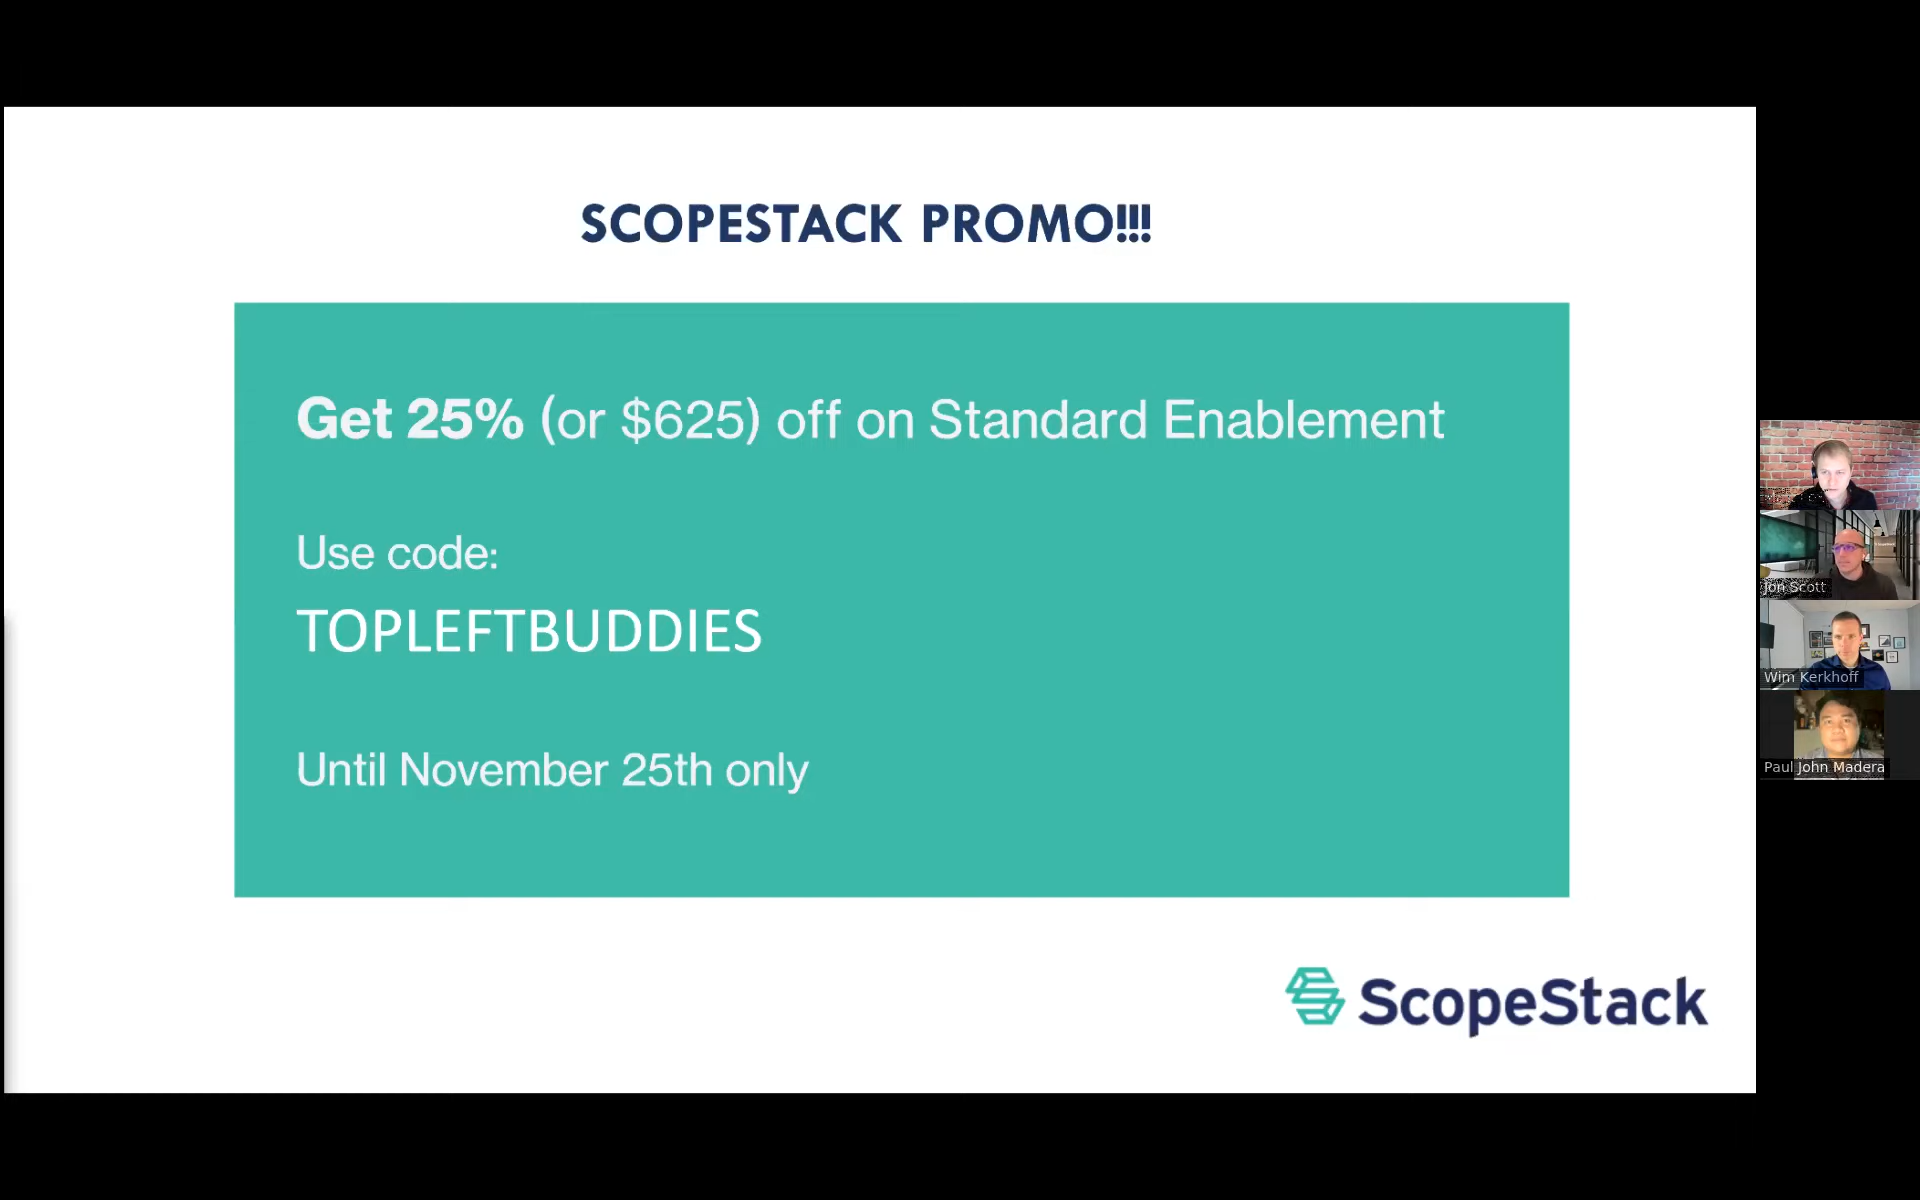 SCOPESTACK PROMO!!!
Get 25% (or $625) off on Standard Enablement
Use code:
TOPLEFTBUDDIES
Until November 25th only
ScopeStack
Jon Scott
Wim Kerkhoff
Paul John Madera